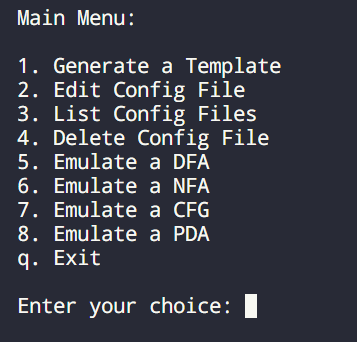 Main Menu:
1. Generate a Template
2. Edit Config File
3. List Config Files
4. Delete Config File
5. Emulate a DFA
6. Emulate a NFA
7. Emulate a CFG
8. Emulate a PDA
q. Exit
Enter your choice: